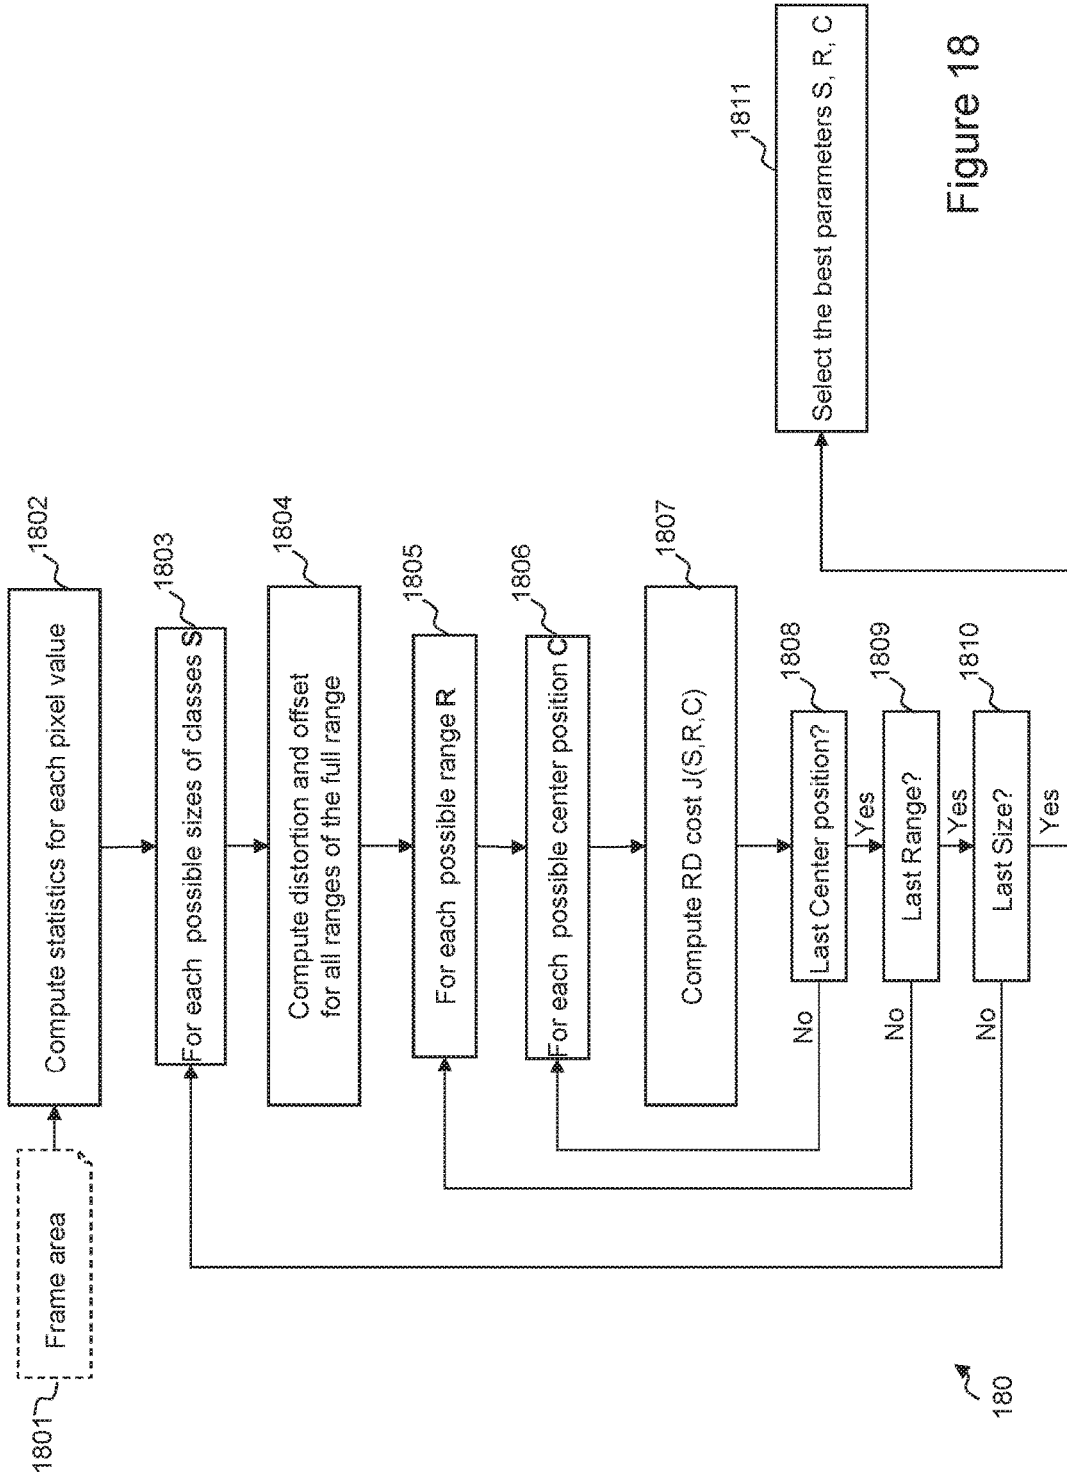 1801
Frame area
1802
Compute statistics for each pixel value
1803
For each possible sizes of classes S
1804
Compute distortion and offset
for all ranges of the full range
1805
For each possible range R
1806
For each possible center position C
1807
Compute RD cost J(S,R,C)
1808
Last Center position?
No
Yes
1809
Last Range?
No
Yes
1810
Last Size?
No
Yes
1811
Select the best parameters S, R, C
180
Figure 18